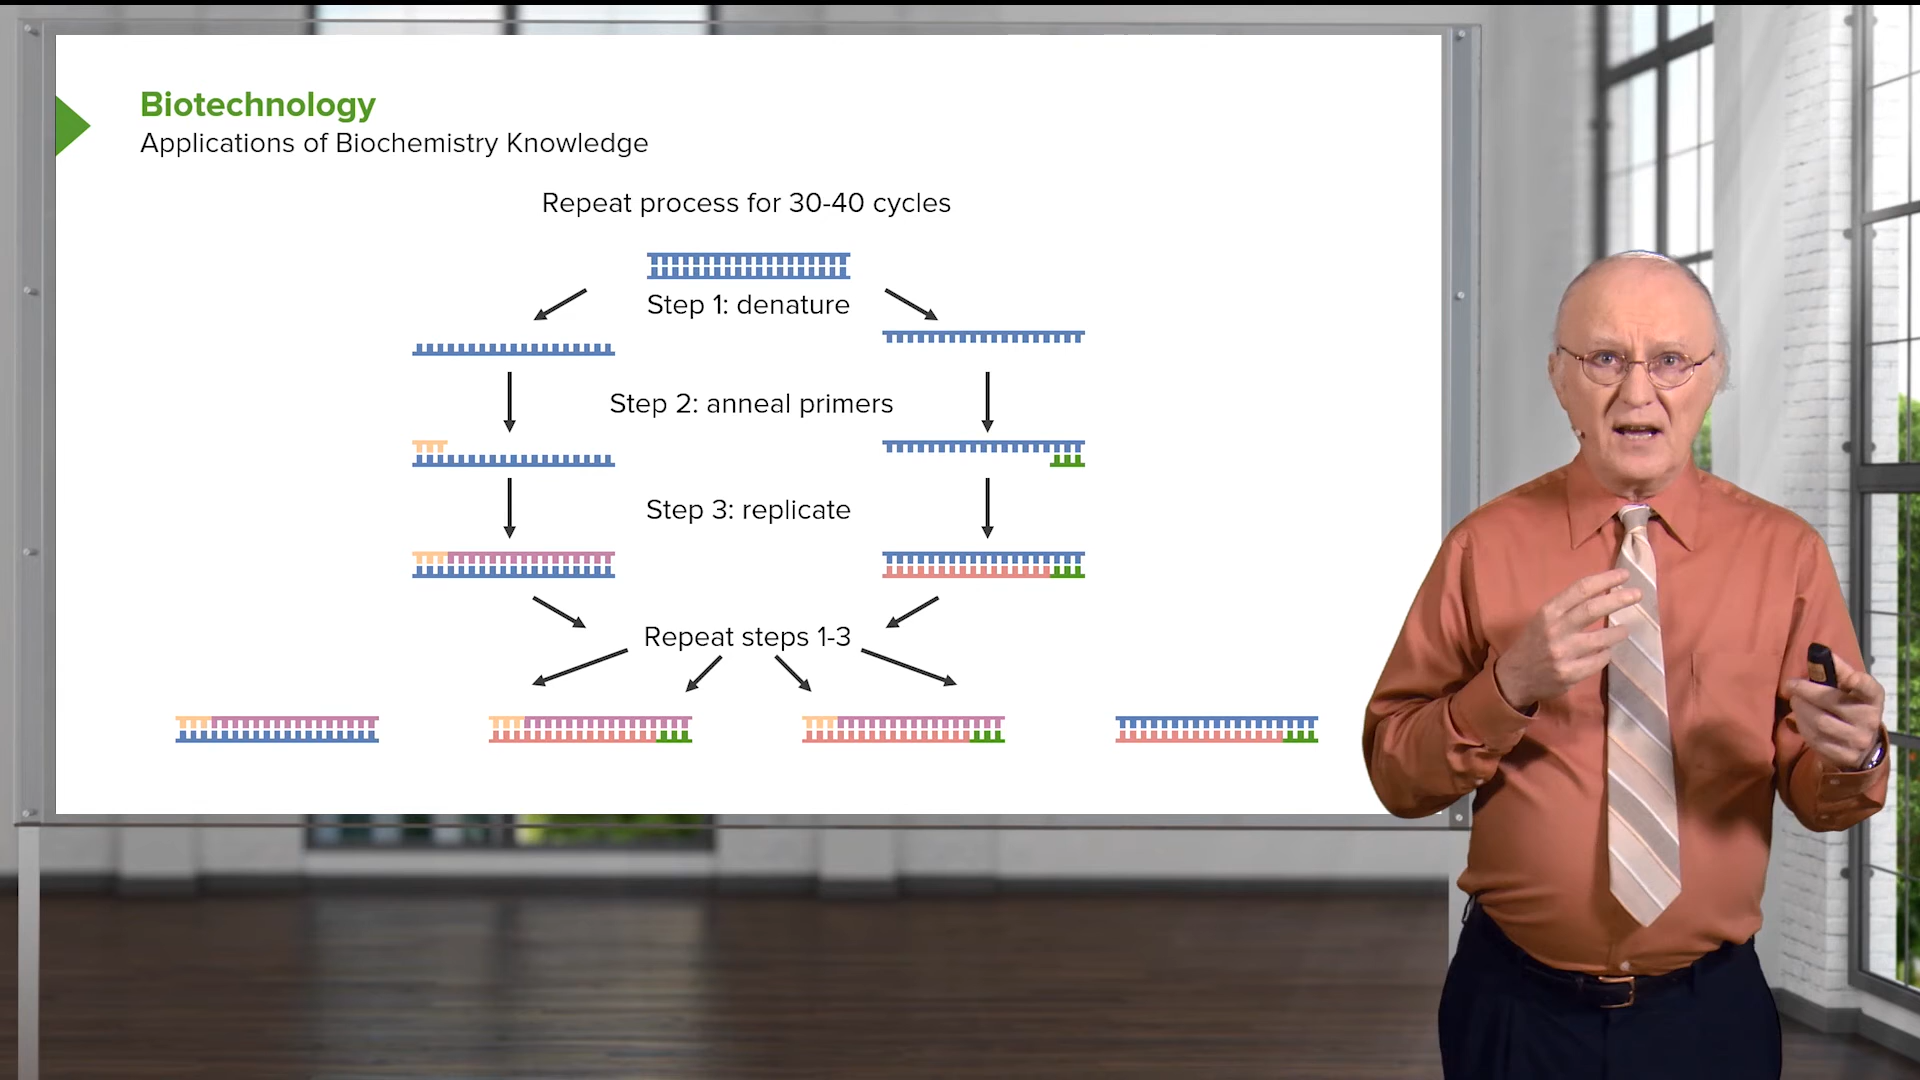 Biotechnology
Applications of Biochemistry Knowledge
Repeat process for 30-40 cycles
Step 1: denature
Step 2: anneal primers
Step 3: replicate
Repeat steps 1-3